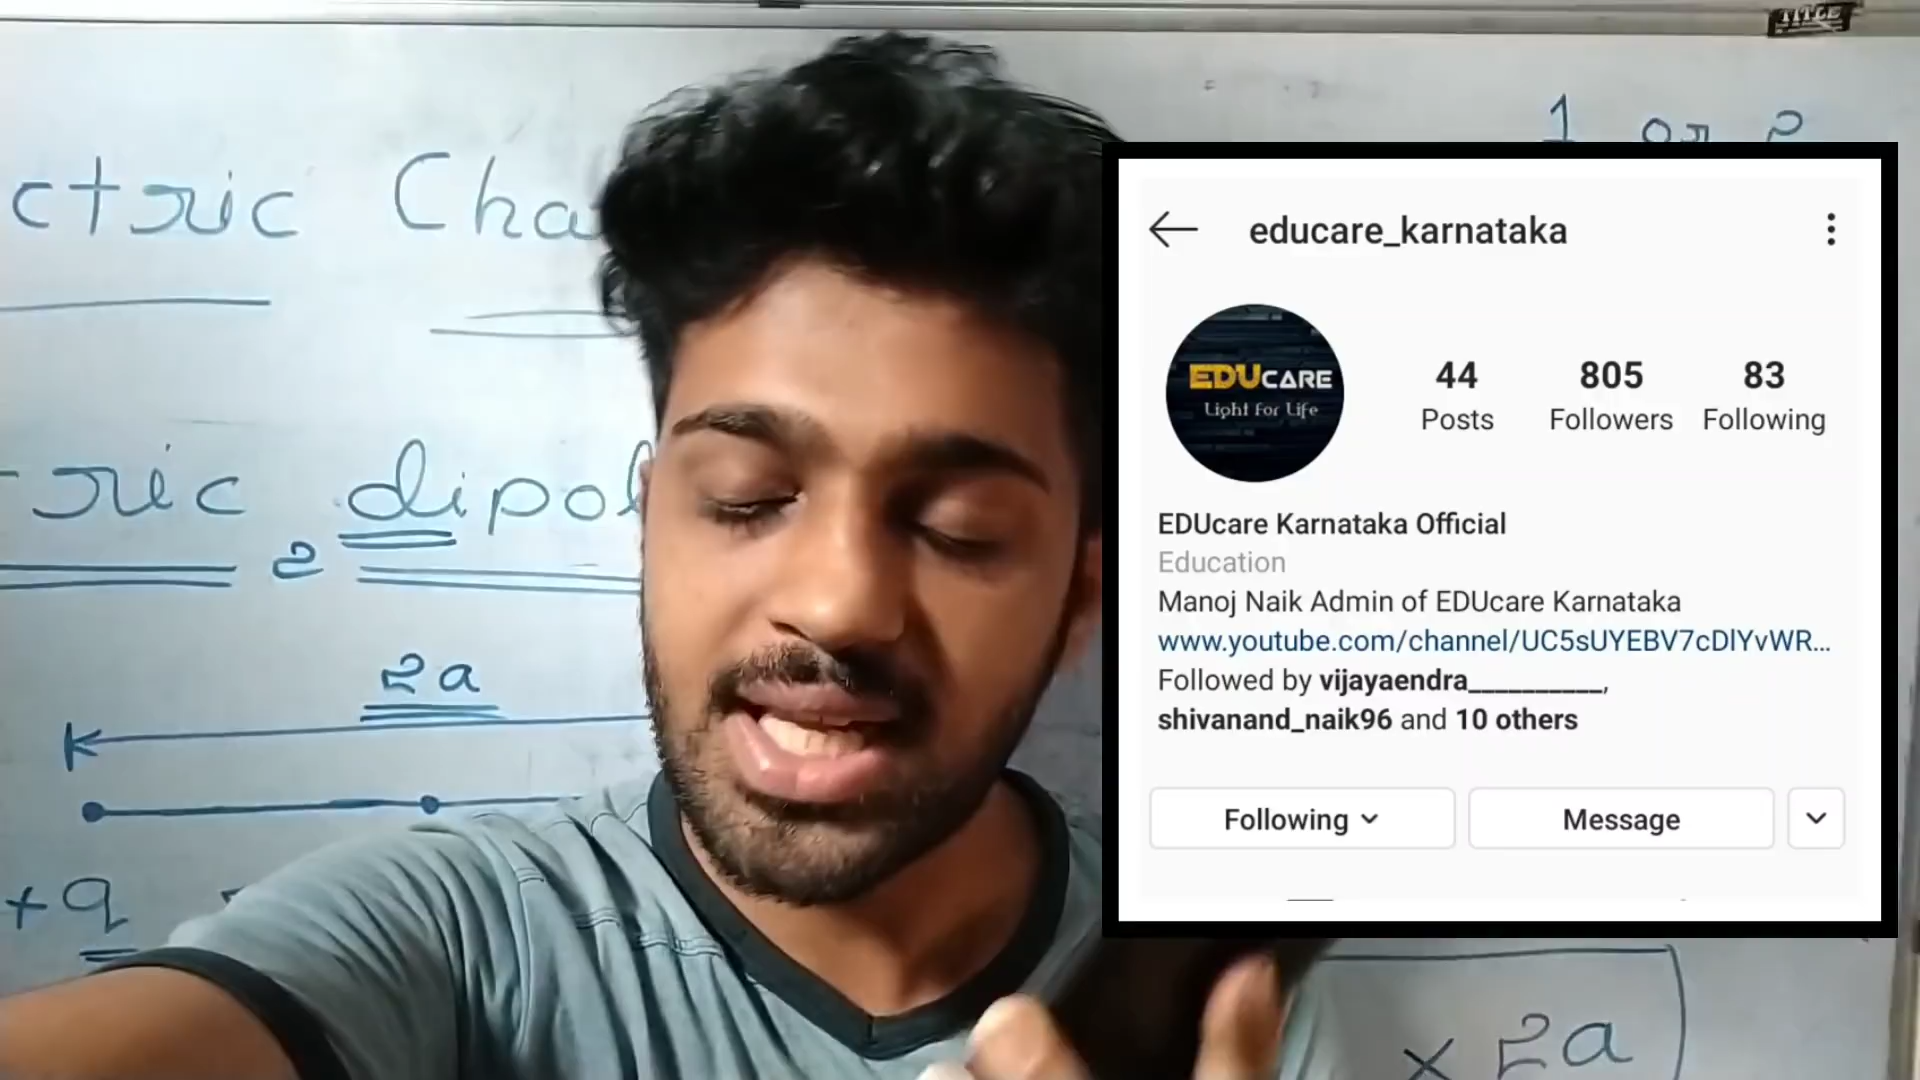 TITLE
1 or 2
ctric Cha
tric dipol
2
2a
+q
x 2a
educare_karnataka
EDUCARE
Light for Life
44 805 83
Posts Followers Following
EDUcare Karnataka Official
Education
Manoj Naik Admin of EDUcare Karnataka
www.youtube.com/channel/UC5sUYEBV7cDlYvWR...
Followed by vijayaendra__________,
shivanand_naik96 and 10 others
Following Message